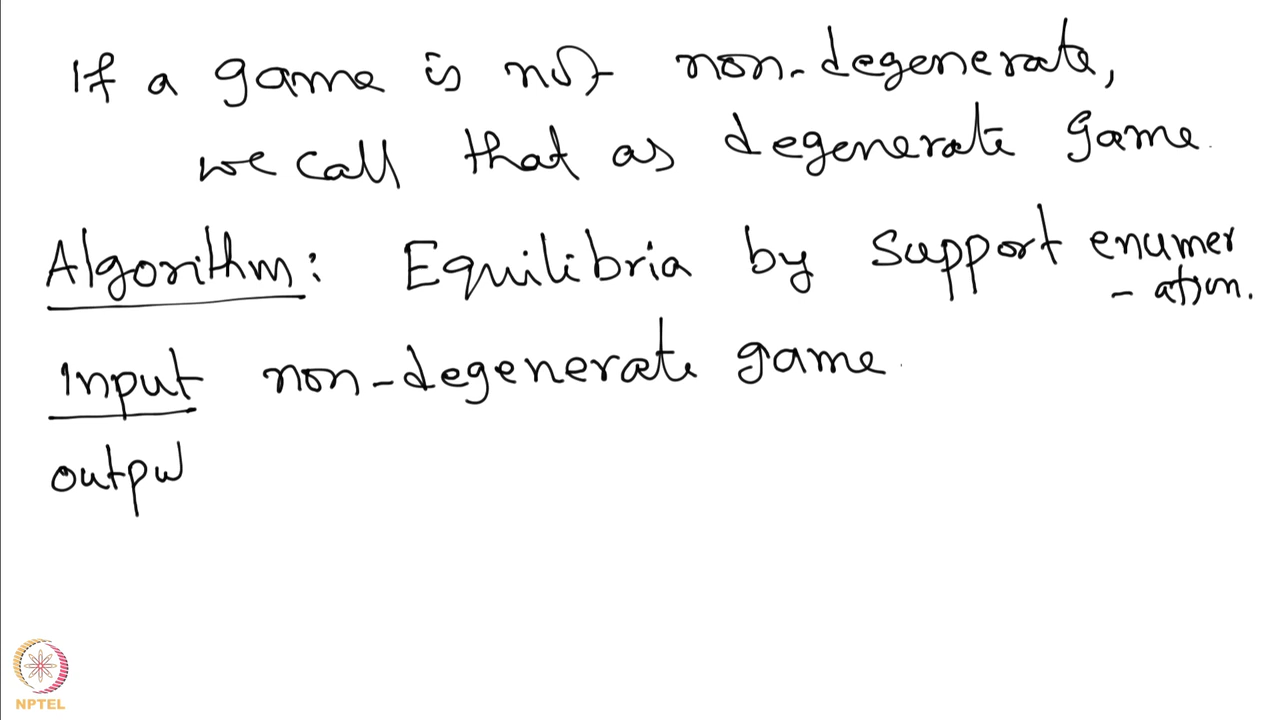 If a game is not non-degenerate,
we call that as degenerate game.
Algorithm: Equilibria by support enumer
- ation.
Input non-degenerate game.
outpu
NPTEL